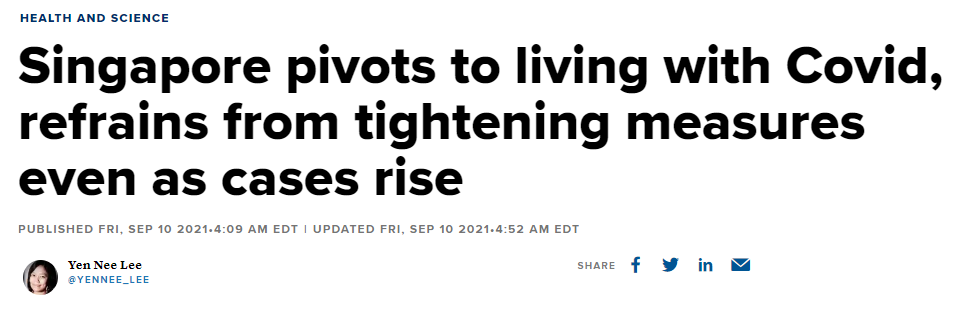 HEALTH AND SCIENCE
Singapore pivots to living with Covid,
refrains from tightening measures
even as cases rise
PUBLISHED FRI, SEP 10 2021•4:09 AM EDT | UPDATED FRI, SEP 10 2021•4:52 AM EDT
Yen Nee Lee
@YENNEE_LEE
SHARE